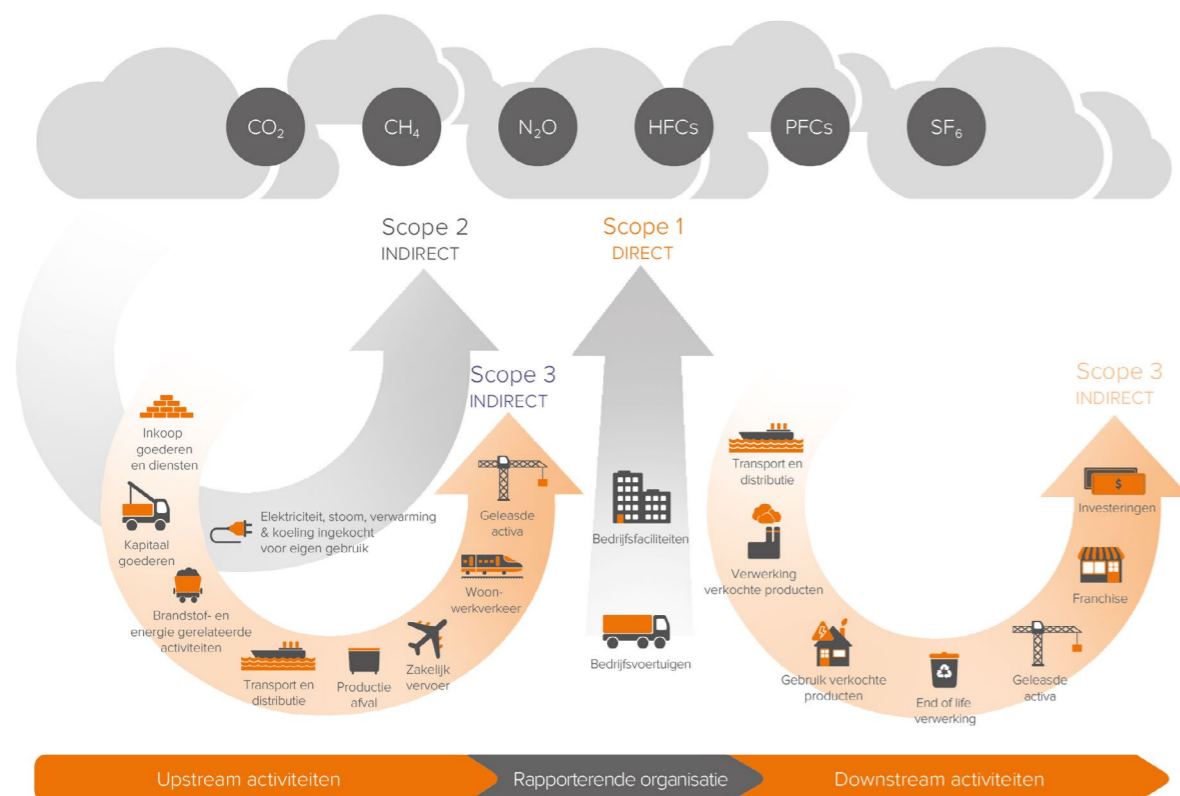 CO₂
CH₄
N₂O
HFCs
PFCs
SF₆
Scope 2
INDIRECT
Scope 1
DIRECT
Scope 3
INDIRECT
Scope 3
INDIRECT
Inkoop
goederen
en diensten
Kapitaal
goederen
Brandstof- en
energie gerelateerde
activiteiten
Transport en
distributie
Productie
afval
Zakelijk
vervoer
Woon-
werkverkeer
Geleasde
activa
Elektriciteit, stoom, verwarming
& koeling ingekocht
voor eigen gebruik
Bedrijfsfaciliteiten
Bedrijfsvoertuigen
Transport en
distributie
Verwerking
verkochte producten
Gebruik verkochte
producten
End of life
verwerking
Geleasde
activa
Franchise
$
Investeringen
Upstream activiteiten
Rapporterende organisatie
Downstream activiteiten